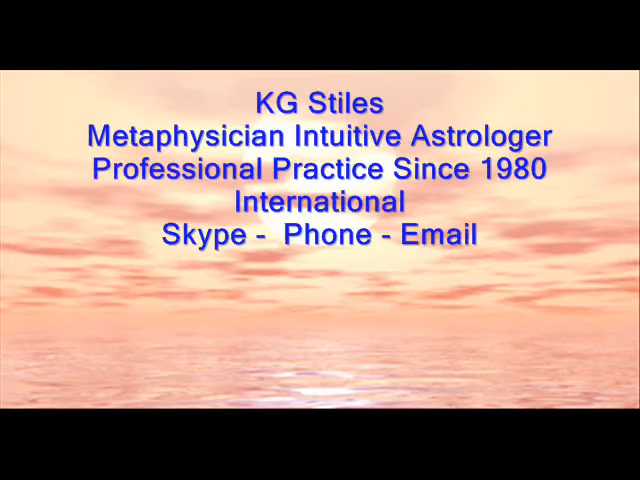 KG Stiles
Metaphysician Intuitive Astrologer
Professional Practice Since 1980
International
Skype -  Phone - Email